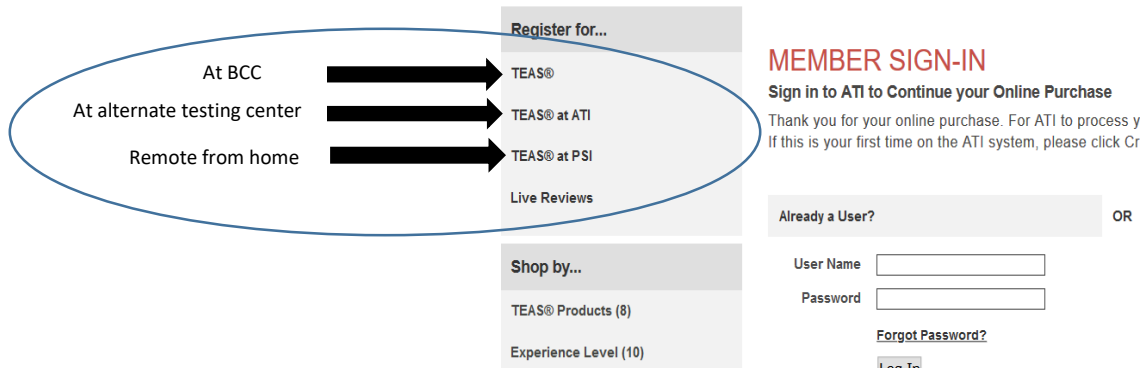 At BCC
At alternate testing center
Remote from home
Register for...
TEAS®
TEAS® at ATI
TEAS® at PSI
Live Reviews
Shop by...
TEAS® Products (8)
Experience Level (10)
MEMBER SIGN-IN
Sign in to ATI to Continue your Online Purchase
Thank you for your online purchase. For ATI to process y
If this is your first time on the ATI system, please click Cr
Already a User?
OR
User Name
Password
Forgot Password?
Log In